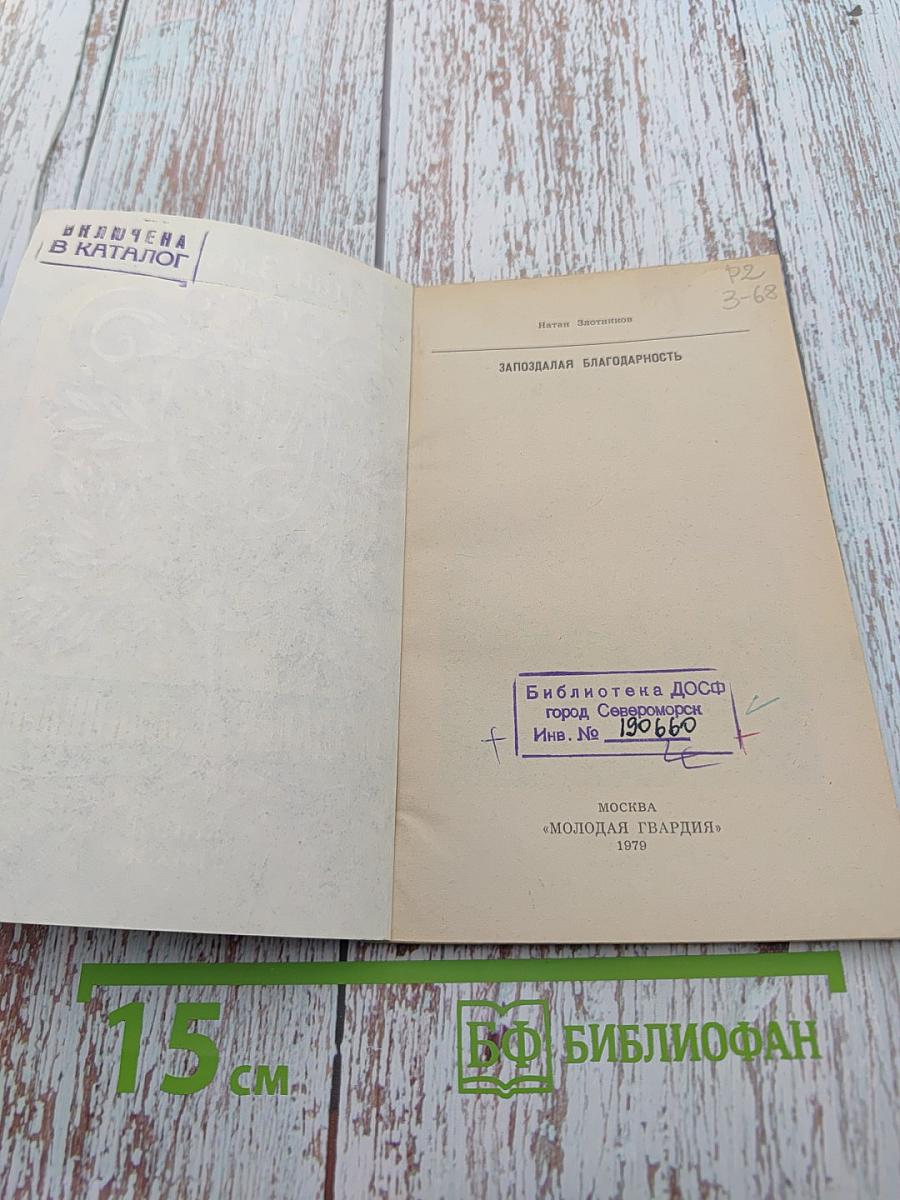 ВКЛЮЧЕНА
В КАТАЛОГ
Р2
З-68
Натан Злотников
ЗАПОЗДАЛАЯ БЛАГОДАРНОСТЬ
Библиотека ДОСФ
город Североморск
Инв. № 190660
МОСКВА
«МОЛОДАЯ ГВАРДИЯ»
1979
15 см
БФ БИБЛИОФАН